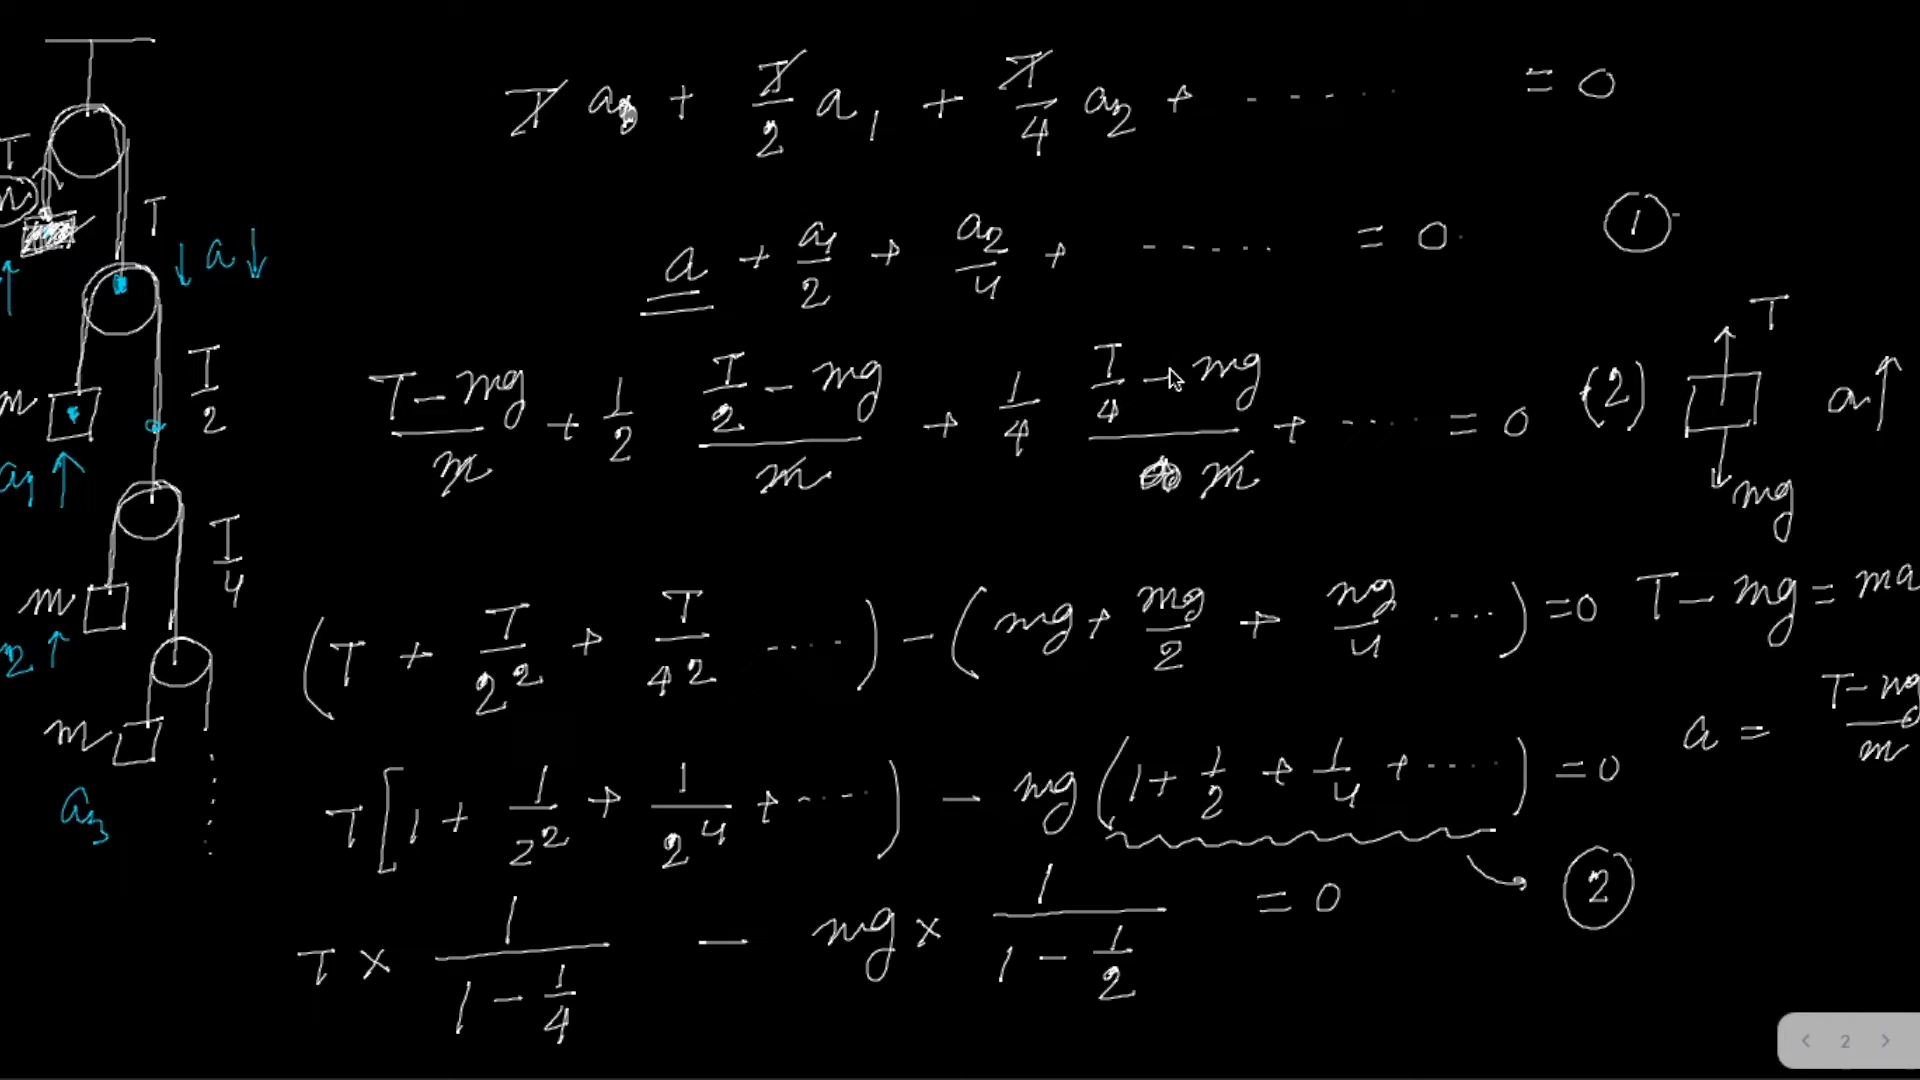 T a₀ + T/2 a₁ + T/4 a₂ + ------ = 0
a + a₁/2 + a₂/4 + ------ = 0 (1)
(T - mg)/m + 1/2 (T/2 - mg)/m + 1/4 (T/4 - mg)/m + ---- = 0 (2)
(T + T/2² + T/4² ----) - (mg + mg/2 + mg/4 ----) = 0
T[1 + 1/2² + 1/2⁴ + ----) - mg(1 + 1/2 + 1/4 + ----) = 0
(2)
T × 1/(1 - 1/4) - mg × 1/(1 - 1/2) = 0
T
mg
a↑
T - mg = ma
a = (T - mg)/m
T
T
↓ a ↓
m
T/2
a₁ ↑
T/4
m
2 ↑
m
a₃
2